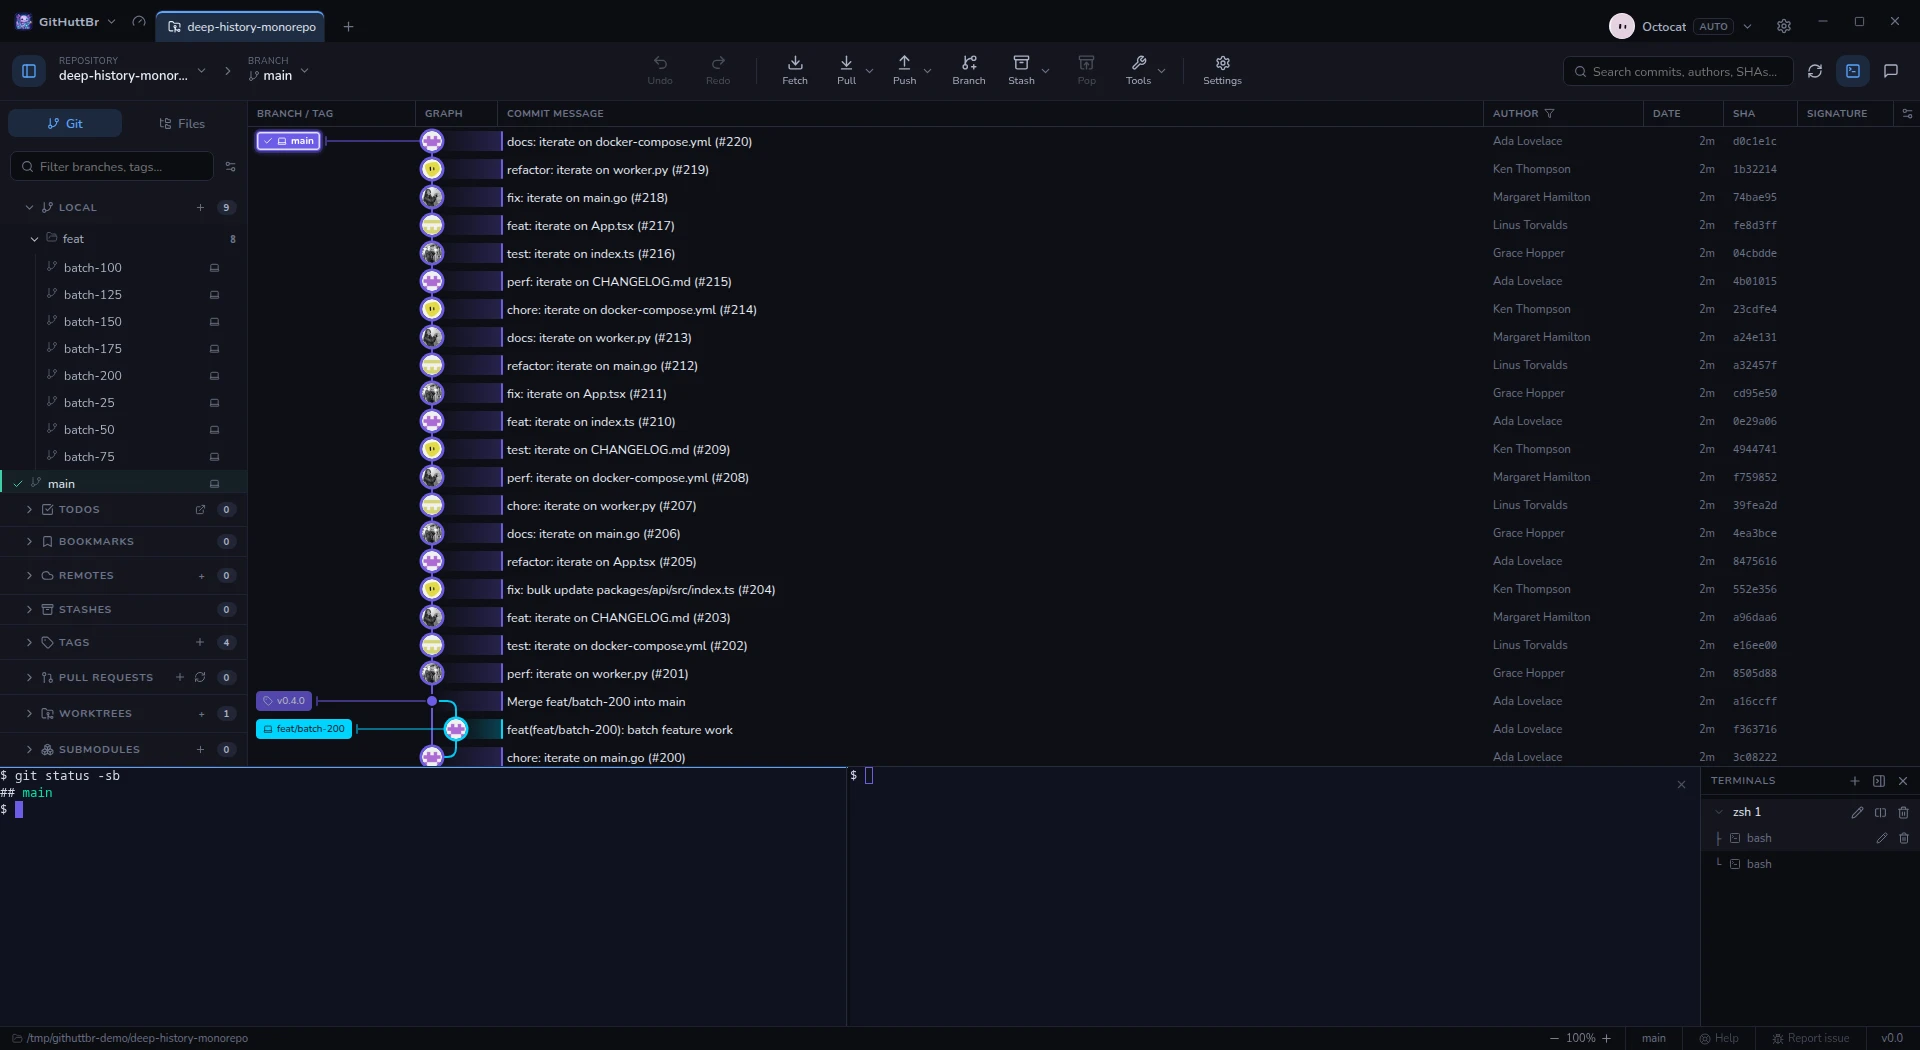 GitHuttBr
deep-history-monorepo
Octocat AUTO
REPOSITORY
deep-history-monor...
BRANCH
main
Undo
Redo
Fetch
Pull
Push
Branch
Stash
Pop
Tools
Settings
Search commits, authors, SHAs...
Git
Files
Filter branches, tags...
LOCAL 9
feat 8
batch-100
batch-125
batch-150
batch-175
batch-200
batch-25
batch-50
batch-75
main
TODOS 0
BOOKMARKS 0
REMOTES 0
STASHES 0
TAGS 4
PULL REQUESTS 0
WORKTREES 1
SUBMODULES 0
BRANCH / TAG GRAPH COMMIT MESSAGE AUTHOR DATE SHA SIGNATURE
main docs: iterate on docker-compose.yml (#220) Ada Lovelace 2m d0c1e1c
refactor: iterate on worker.py (#219) Ken Thompson 2m 1b32214
fix: iterate on main.go (#218) Margaret Hamilton 2m 74bae95
feat: iterate on App.tsx (#217) Linus Torvalds 2m fe8d3ff
test: iterate on index.ts (#216) Grace Hopper 2m 04cbdde
perf: iterate on CHANGELOG.md (#215) Ada Lovelace 2m 4b01015
chore: iterate on docker-compose.yml (#214) Ken Thompson 2m 23cdfe4
docs: iterate on worker.py (#213) Margaret Hamilton 2m a24e131
refactor: iterate on main.go (#212) Linus Torvalds 2m a32457f
fix: iterate on App.tsx (#211) Grace Hopper 2m cd95e50
feat: iterate on index.ts (#210) Ada Lovelace 2m 0e29a06
test: iterate on CHANGELOG.md (#209) Ken Thompson 2m 4944741
perf: iterate on docker-compose.yml (#208) Margaret Hamilton 2m f759852
chore: iterate on worker.py (#207) Linus Torvalds 2m 39fea2d
docs: iterate on main.go (#206) Grace Hopper 2m 4ea3bce
refactor: iterate on App.tsx (#205) Ada Lovelace 2m 8475616
fix: bulk update packages/api/src/index.ts (#204) Ken Thompson 2m 552e356
feat: iterate on CHANGELOG.md (#203) Margaret Hamilton 2m a96daa6
test: iterate on docker-compose.yml (#202) Linus Torvalds 2m e16ee00
perf: iterate on worker.py (#201) Grace Hopper 2m 8505d88
v0.4.0 Merge feat/batch-200 into main Ada Lovelace 2m a16ccff
feat/batch-200 feat(feat/batch-200): batch feature work Ada Lovelace 2m f363716
chore: iterate on main.go (#200) Ada Lovelace 2m 3c08222
$ git status -sb
## main
$
$
TERMINALS
zsh 1
bash
bash
/tmp/githuttbr-demo/deep-history-monorepo
100%
main
Help
Report issue
v0.0